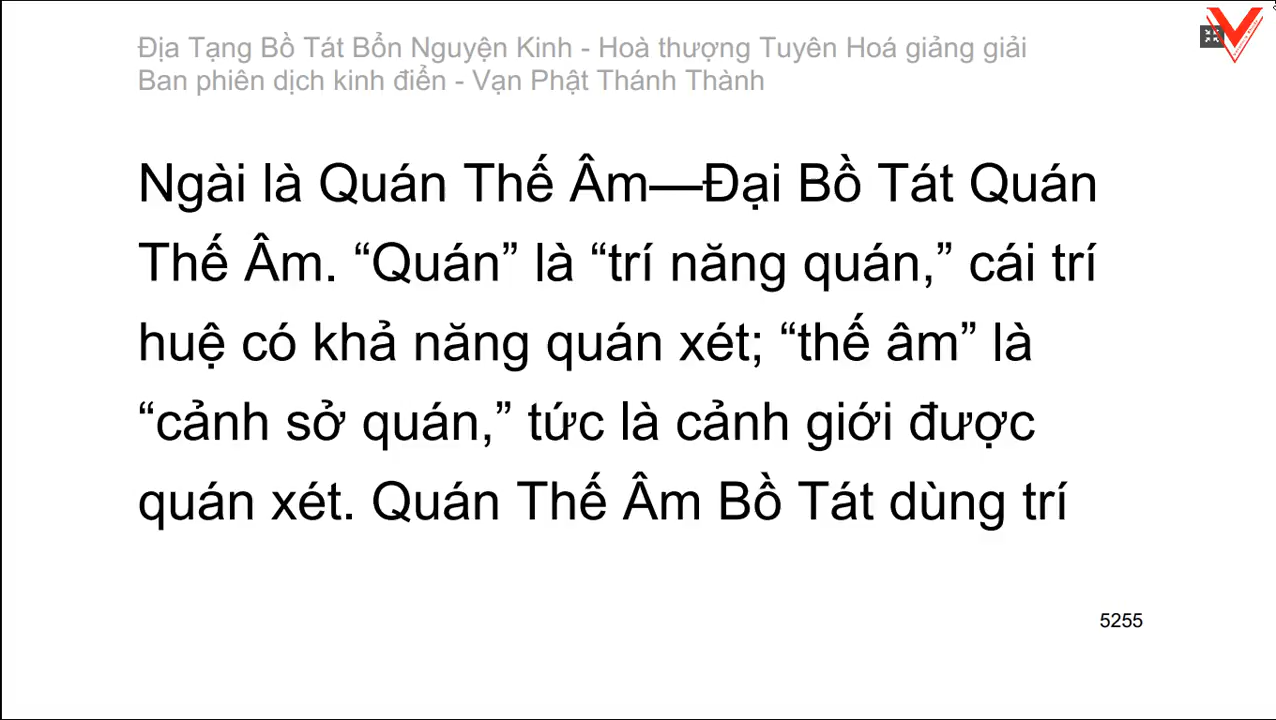 Địa Tạng Bồ Tát Bổn Nguyện Kinh - Hoà thượng Tuyên Hoá giảng giải
Ban phiên dịch kinh điển - Vạn Phật Thánh Thành
Ngài là Quán Thế Âm—Đại Bồ Tát Quán
Thế Âm. “Quán” là “trí năng quán,” cái trí
huệ có khả năng quán xét; “thế âm” là
“cảnh sở quán,” tức là cảnh giới được
quán xét. Quán Thế Âm Bồ Tát dùng trí
5255